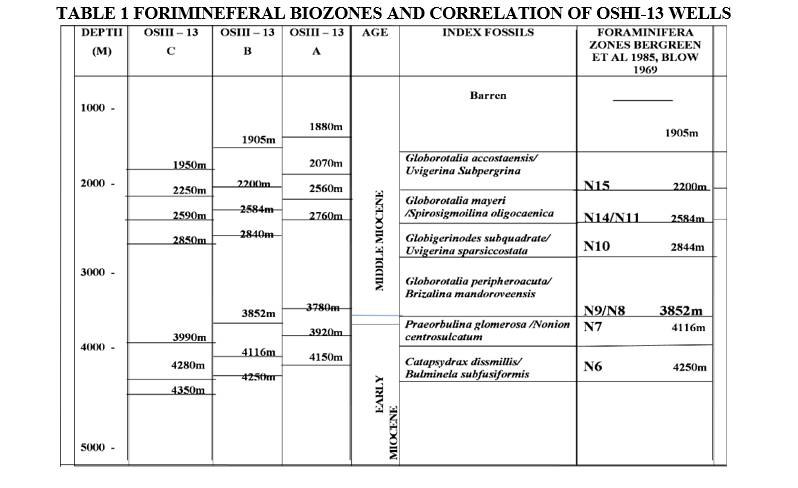 TABLE 1 FORIMINEFERAL BIOZONES AND CORRELATION OF OSHI-13 WELLS
DEPTH OSIII – 13 OSIII – 13 OSIII – 13 AGE INDEX FOSSILS FORAMINIFERA
(M) C B A ZONES BERGREEN
ET AL 1985, BLOW
1969
Barren
1000 -
1880m
1905m
1905m
1950m
2070m
Globorotalia accostaensis/
Uvigerina Subpergrina
2000 - 2200m N15 2200m
2250m 2560m
Globorotalia mayeri
/Spirosigmoilina oligocaenica
2590m 2584m 2760m N14/N11 2584m
2850m 2840m
Globigerinodes subquadrate/
Uvigerina sparsiccostata
N10 2844m
MIDDLE MIOCENE
3000 -
Globorotalia peripheroacuta/
Brizalina mandoroveensis
3852m 3780m N9/N8 3852m
3990m 3920m
Praeorbulina glomerosa /Nonion
centrosulcatum
N7 4116m
4000 -
4280m 4116m 4150m
Catapsydrax dissmillis/
Bulminela subfusiformis
N6 4250m
4350m 4250m
EARLY
MIOCENE
5000 -